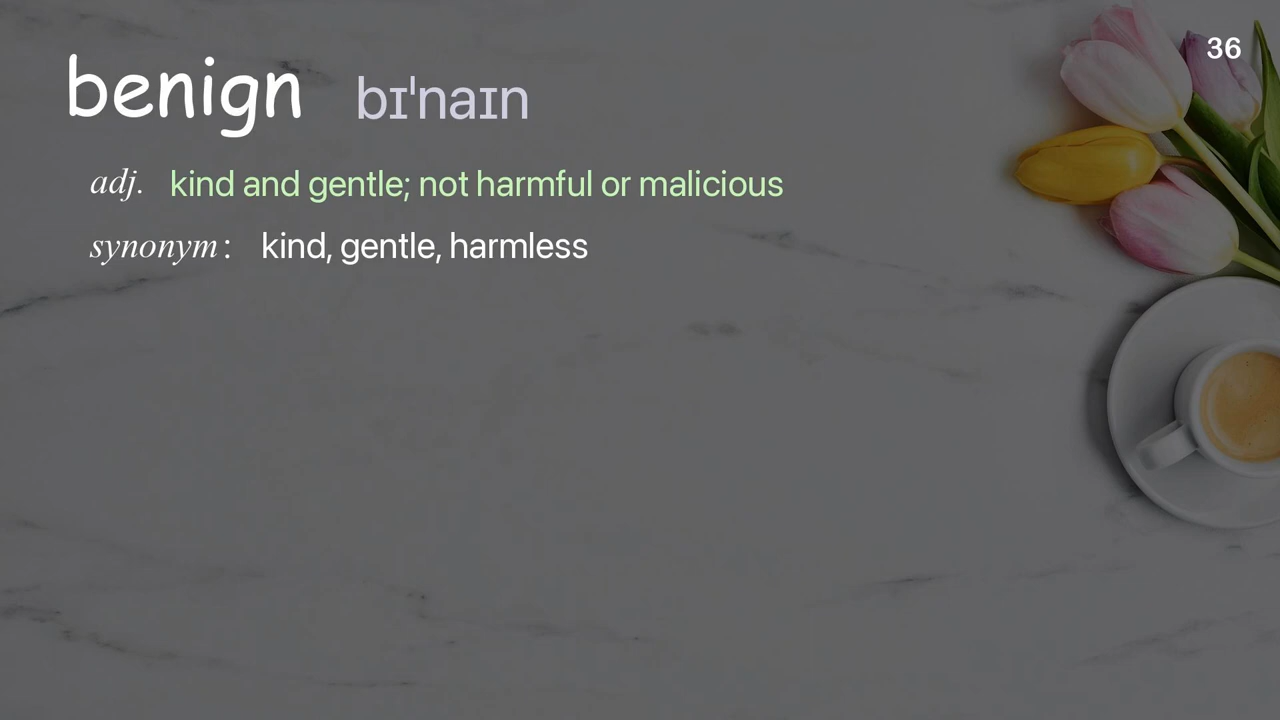 36
benign bɪˈnaɪn
adj. kind and gentle; not harmful or malicious
synonym: kind, gentle, harmless